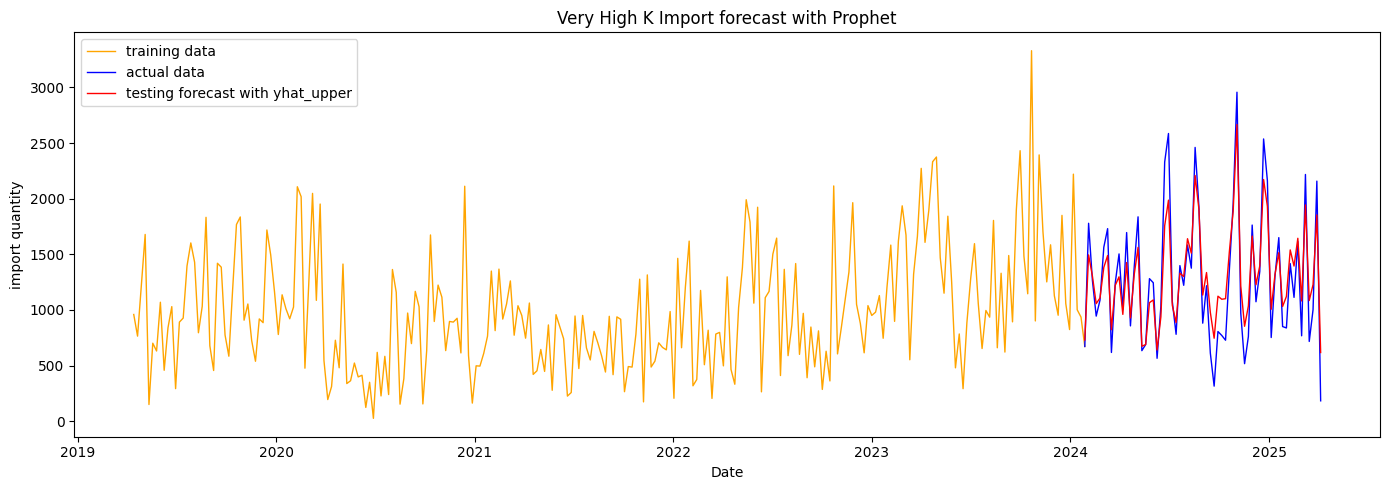 Very High K Import forecast with Prophet
training data
actual data
testing forecast with yhat_upper
import quantity
3000
2500
2000
1500
1000
500
0
2019
2020
2021
2022
2023
2024
2025
Date